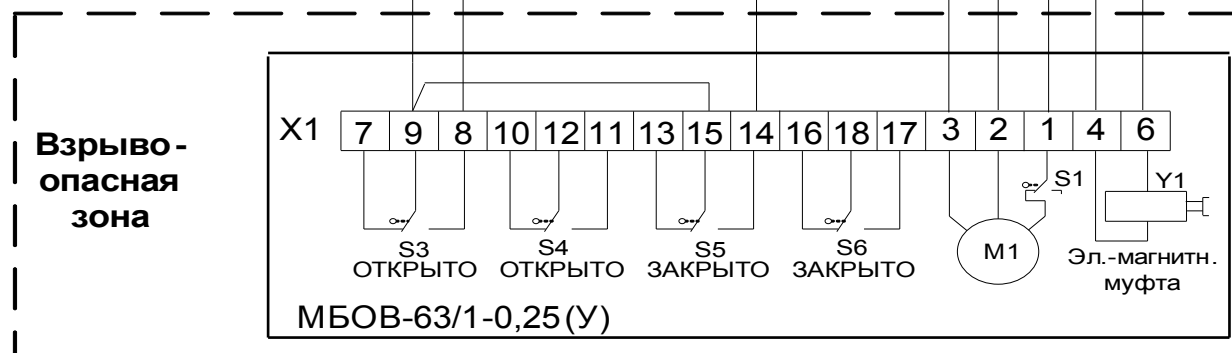 Взрыво-
опасная
зона
X1 7 9 8 10 12 11 13 15 14 16 18 17 3 2 1 4 6
S1
Y1
S3
ОТКРЫТО
S4
ОТКРЫТО
S5
ЗАКРЫТО
S6
ЗАКРЫТО
M1
Эл.-магнитн.
муфта
МБОВ-63/1-0,25(У)